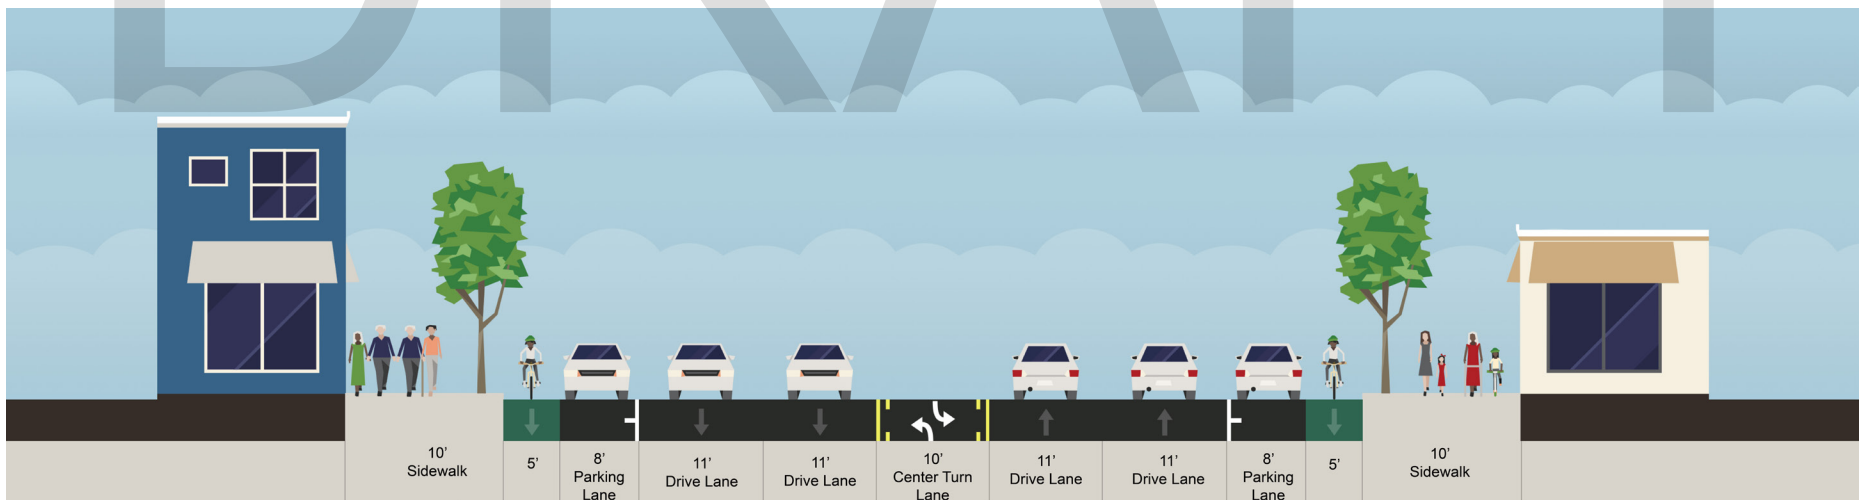 DRAFT
10’
Sidewalk
5’
8’
Parking
Lane
11’
Drive Lane
11’
Drive Lane
10’
Center Turn
Lane
11’
Drive Lane
11’
Drive Lane
8’
Parking
Lane
5’
10’
Sidewalk